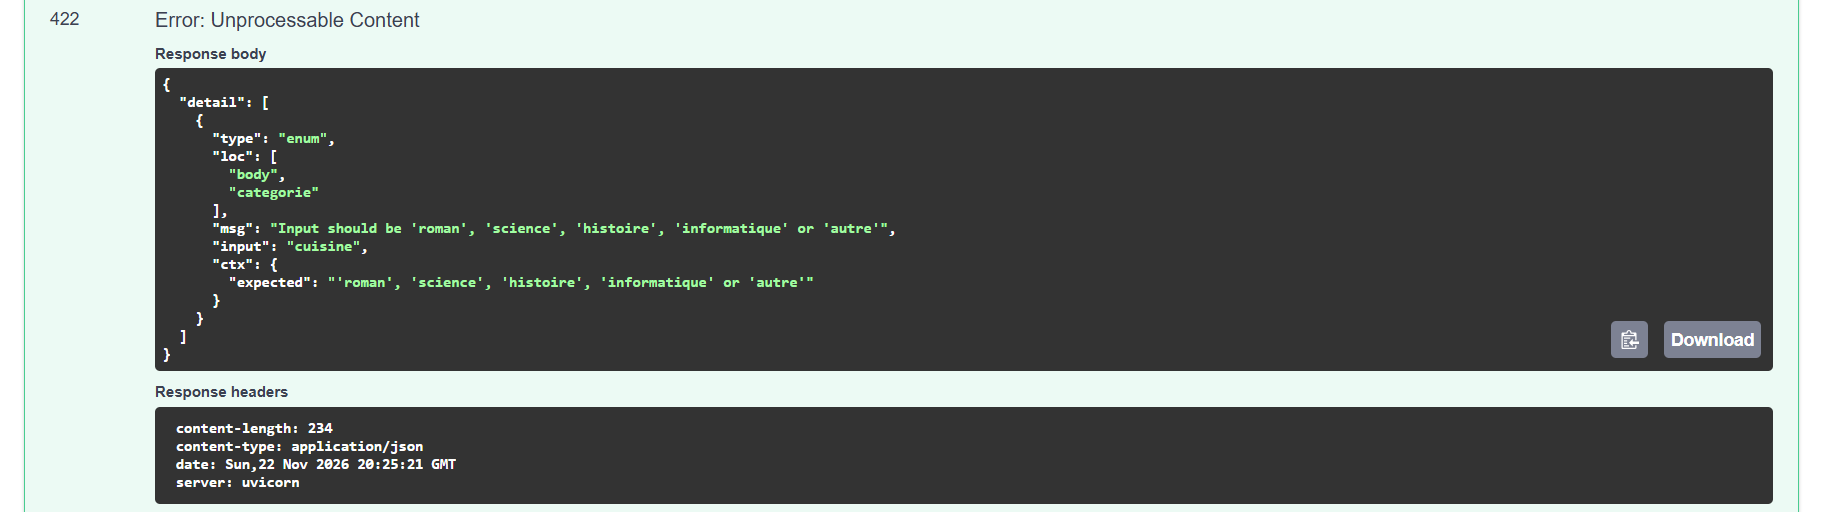 422 Error: Unprocessable Content
Response body
{
  "detail": [
    {
      "type": "enum",
      "loc": [
        "body",
        "categorie"
      ],
      "msg": "Input should be 'roman', 'science', 'histoire', 'informatique' or 'autre'",
      "input": "cuisine",
      "ctx": {
        "expected": "'roman', 'science', 'histoire', 'informatique' or 'autre'"
      }
    }
  ]
}
Download
Response headers
content-length: 234
content-type: application/json
date: Sun,22 Nov 2026 20:25:21 GMT
server: uvicorn